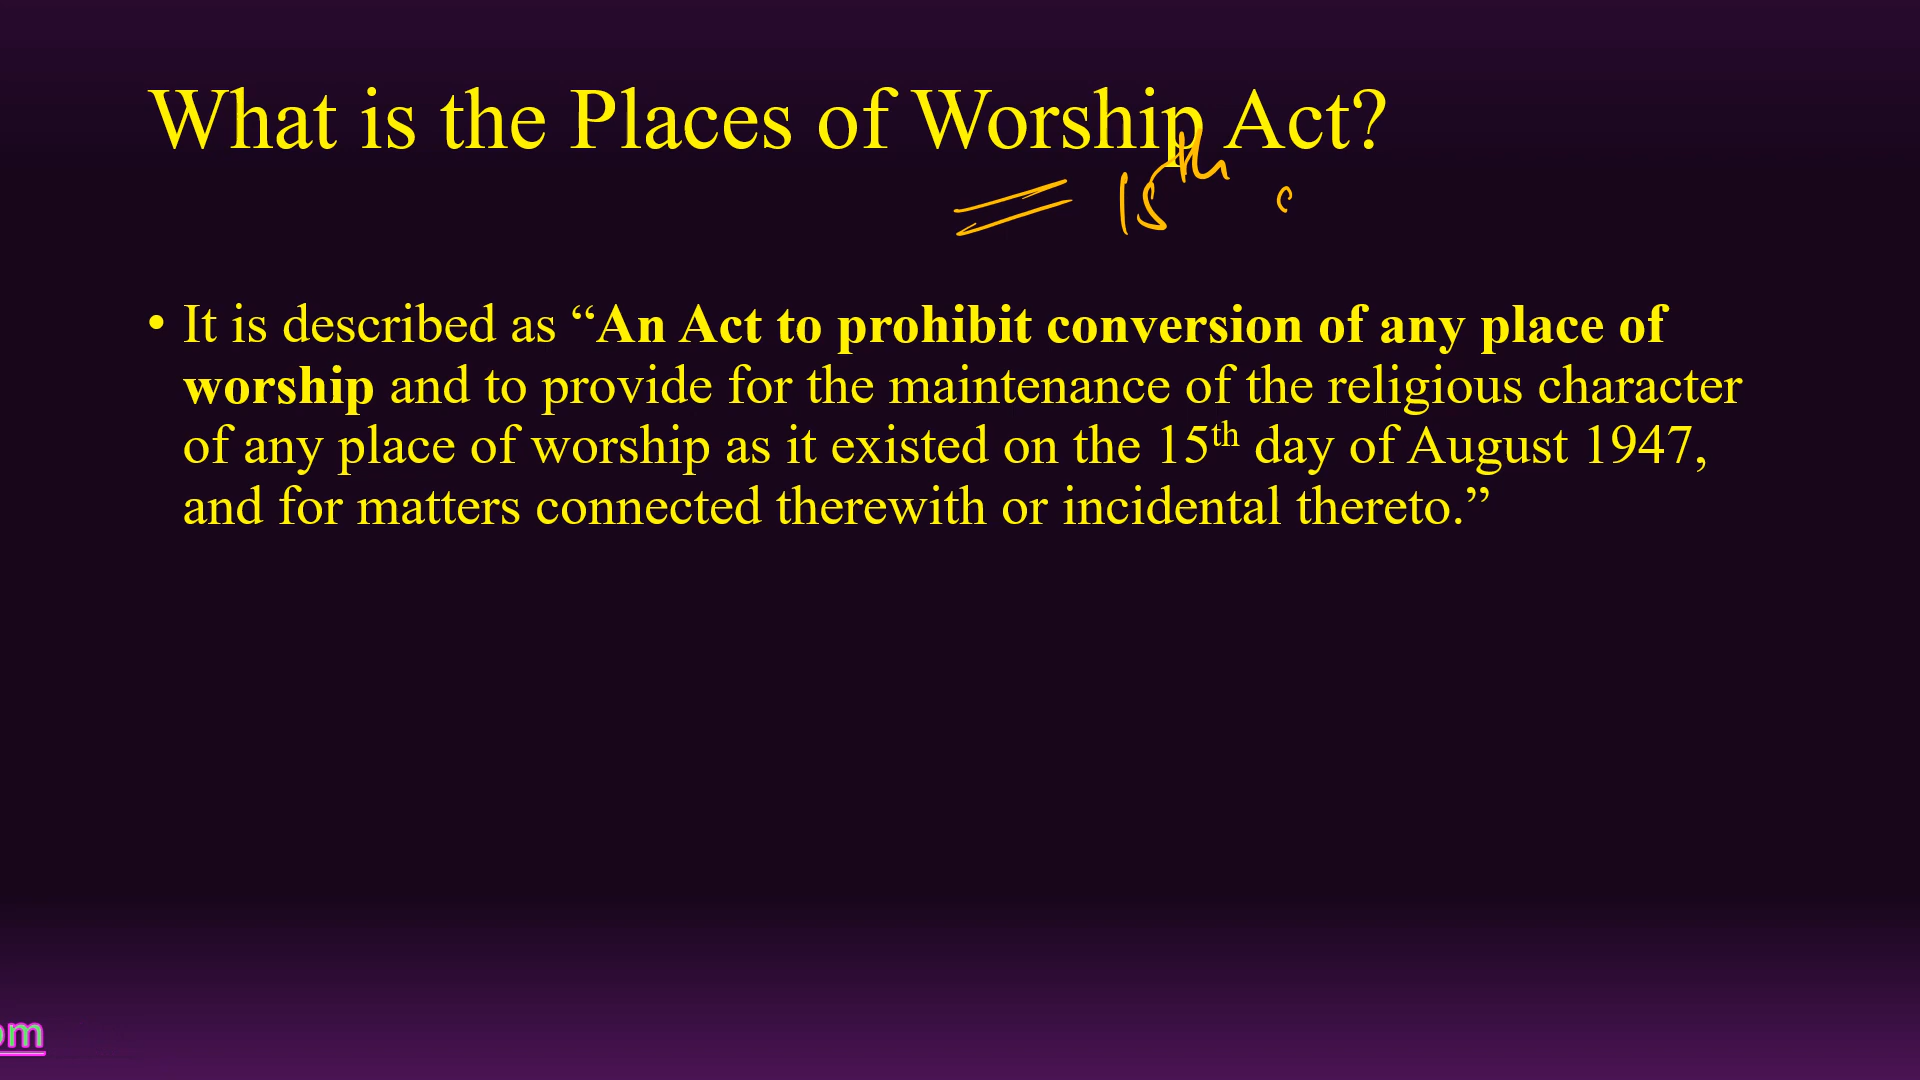 What is the Places of Worship Act?
15th
• It is described as “An Act to prohibit conversion of any place of
worship and to provide for the maintenance of the religious character
of any place of worship as it existed on the 15th day of August 1947,
and for matters connected therewith or incidental thereto.”
om